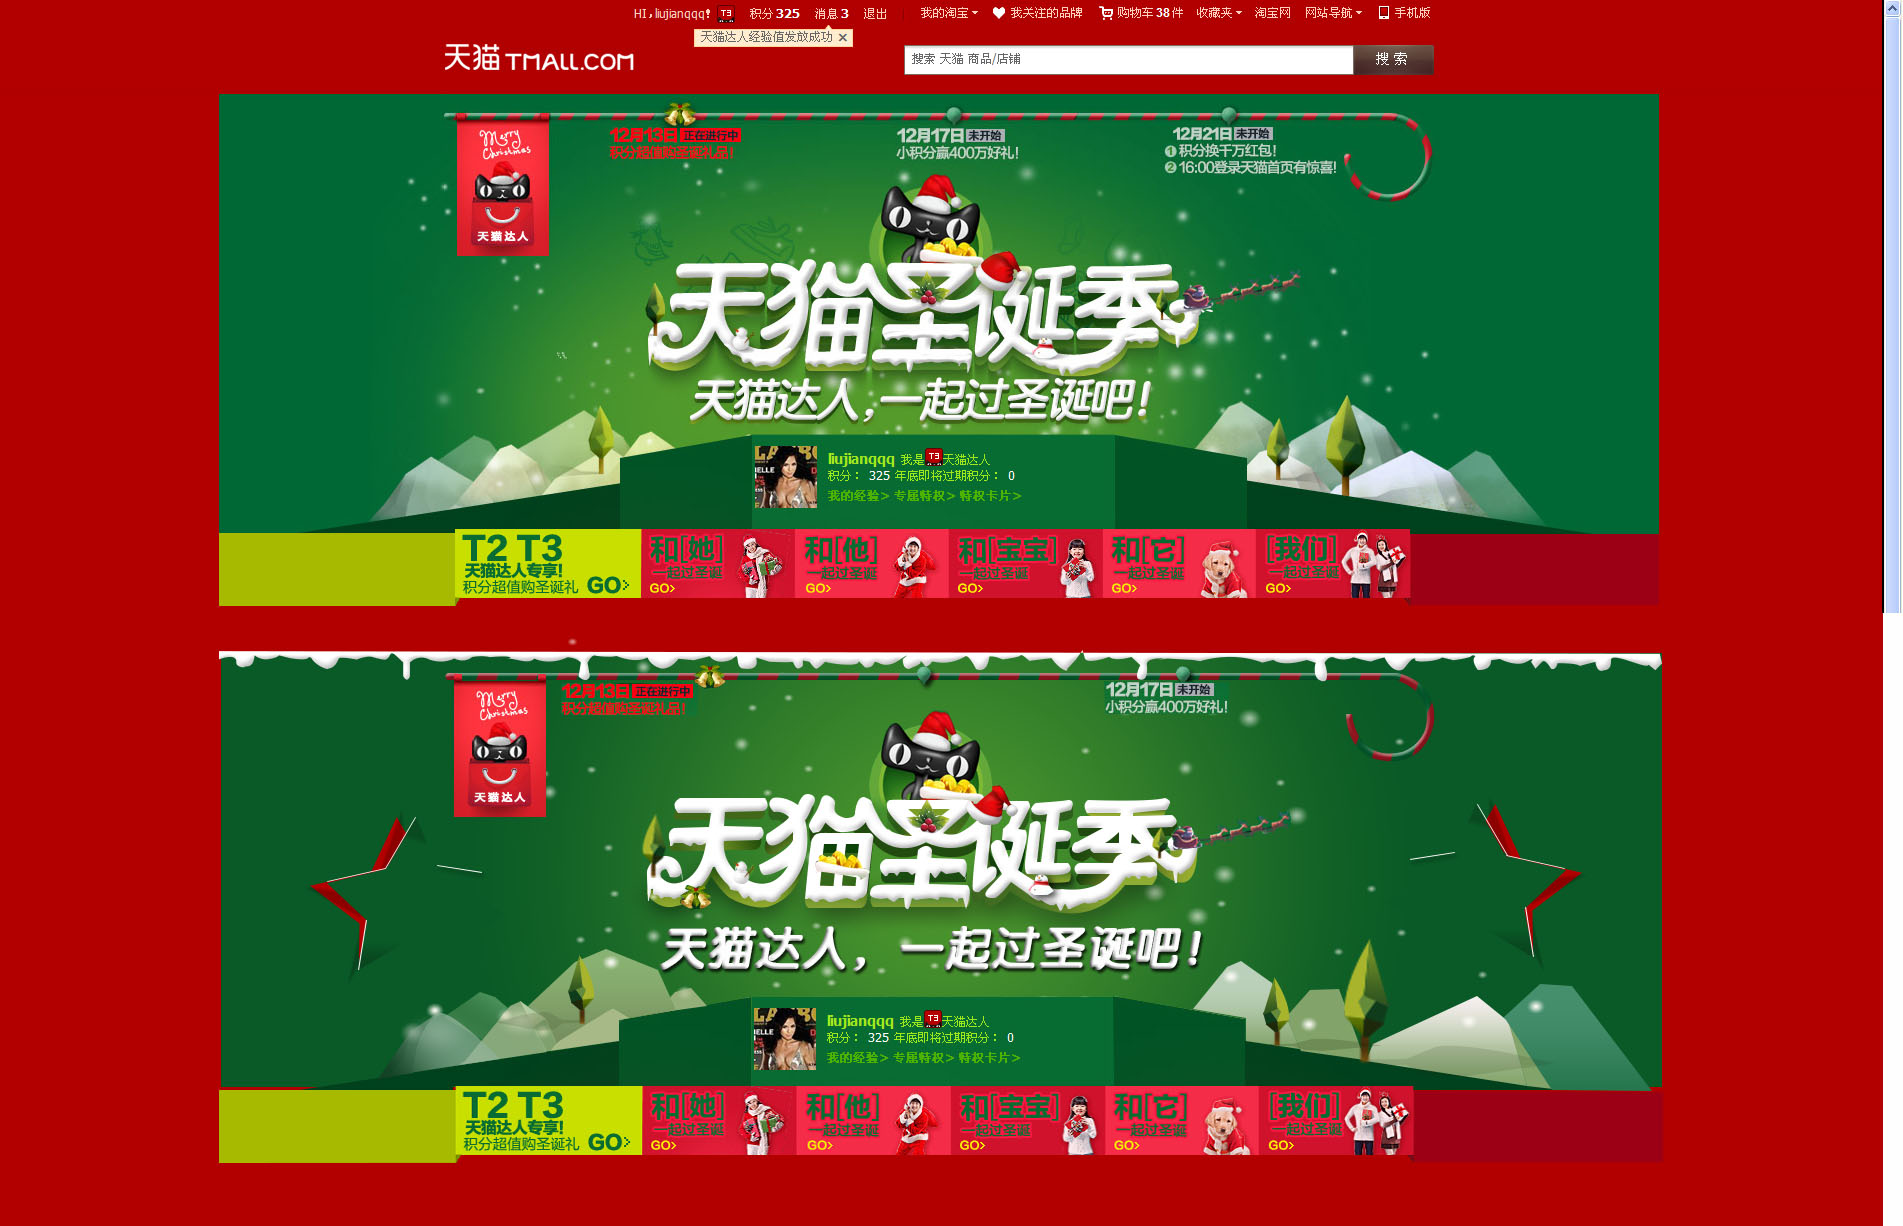 HI,liujianqqq! T3 积分 325 消息 3 退出 我的淘宝 我关注的品牌 购物车 38 件 收藏夹 淘宝网 网站导航 手机版
天猫达人经验值发放成功 ×
天猫 TMALL.COM
搜索 天猫 商品/店铺 搜 索
Merry Christmas
天猫达人
12月13日 正在进行中
积分超值购圣诞礼品!
12月17日 未开始
小积分赢400万好礼!
12月21日 未开始
1 积分换千万红包!
2 16:00登录天猫首页有惊喜!
天猫圣诞季
天猫达人,一起过圣诞吧!
liujianqqq 我是 T3 天猫达人
积分: 325 年底即将过期积分: 0
我的经验> 专属特权> 特权卡片>
T2 T3
天猫达人专享!
积分超值购圣诞礼 GO>
和[她]
一起过圣诞
GO>
和[他]
一起过圣诞
GO>
和[宝宝]
一起过圣诞
GO>
和[它]
一起过圣诞
GO>
[我们]
一起过圣诞
GO>
Merry Christmas
天猫达人
12月13日 正在进行中
积分超值购圣诞礼品!
12月17日 未开始
小积分赢400万好礼!
天猫圣诞季
天猫达人，一起过圣诞吧!
liujianqqq 我是 T3 天猫达人
积分: 325 年底即将过期积分: 0
我的经验> 专属特权> 特权卡片>
T2 T3
天猫达人专享!
积分超值购圣诞礼 GO>
和[她]
一起过圣诞
GO>
和[他]
一起过圣诞
GO>
和[宝宝]
一起过圣诞
GO>
和[它]
一起过圣诞
GO>
[我们]
一起过圣诞
GO>